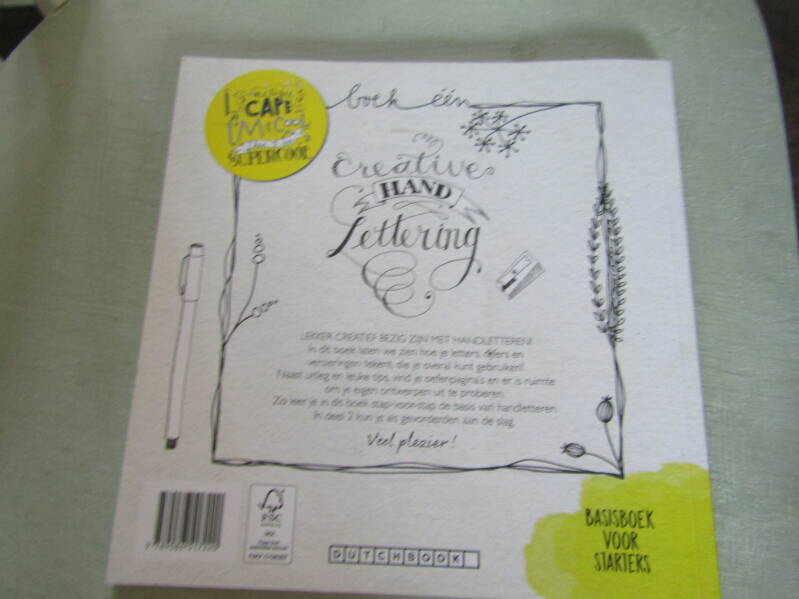 boek één
CAPE
I'M COOL
SUPERCOOL
Creative
HAND
Lettering
LEKKER CREATIEF BEZIG ZIJN MET HANDLETTEREN!
In dit boek laten we zien hoe je letters, cijfers en
versieringen tekent, die je overal kunt gebruiken!
Naast uitleg en leuke tips, vind je oefenpagina's en er is ruimte
om je eigen ontwerpen uit te proberen.
Zo leer je in dit boek stap-voor-stap de basis van handletteren.
In deel 2 kun je als gevorderden aan de slag.
Veel plezier!
FSC
MIX
DUTCHBOOK
BASISBOEK
VOOR
STARTERS